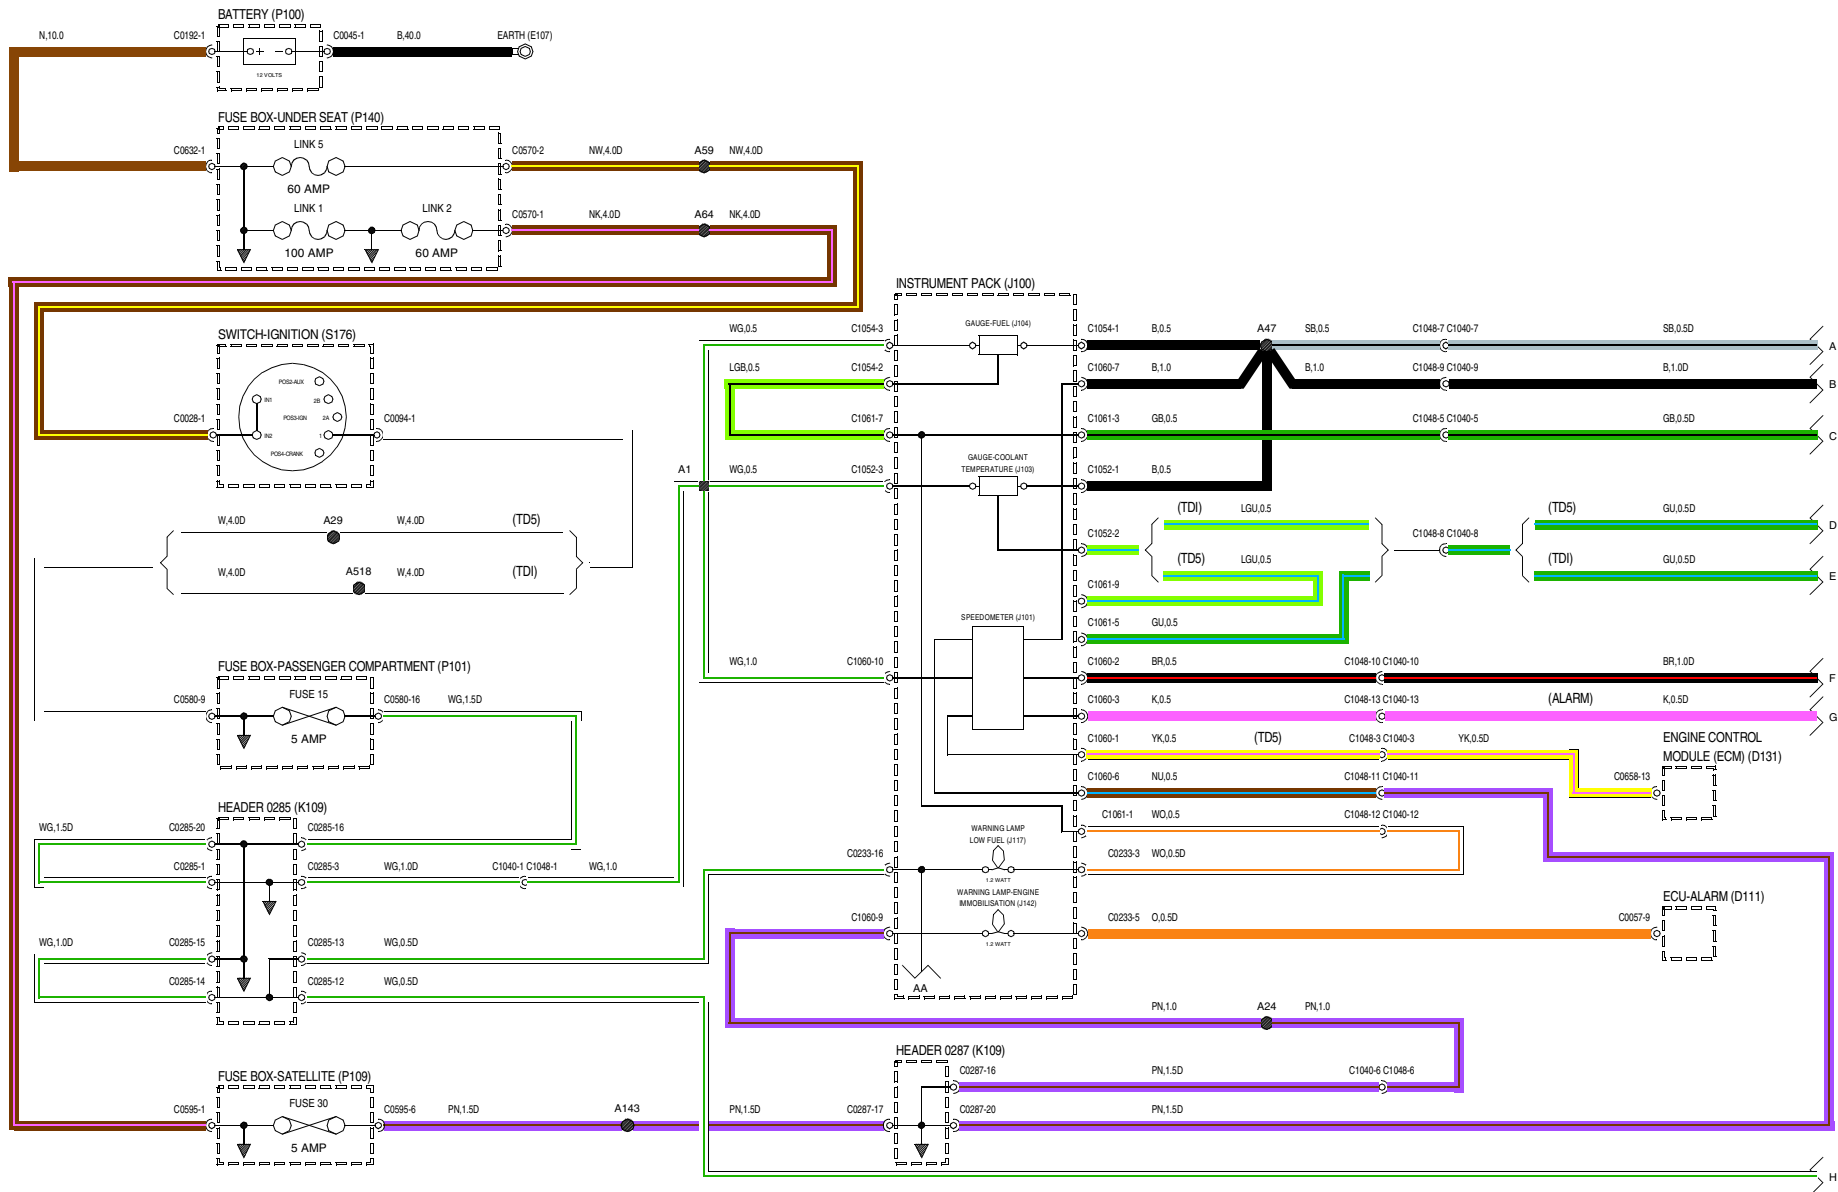 BATTERY (P100)
N,10.0
C0192-1
C0045-1
B,40.0
EARTH (E107)
12 VOLTS
FUSE BOX-UNDER SEAT (P140)
C0632-1
LINK 5
60 AMP
C0570-2
NW,4.0D
A59
NW,4.0D
LINK 1
100 AMP
LINK 2
60 AMP
C0570-1
NK,4.0D
A64
NK,4.0D
SWITCH-IGNITION (S176)
POS2-AUX
IN1
2B
POS3-IGN
2A
IN2
1
POS4-CRANK
C0028-1
C0094-1
W,4.0D
A29
W,4.0D
(TD5)
W,4.0D
A518
W,4.0D
(TDI)
FUSE BOX-PASSENGER COMPARTMENT (P101)
C0580-9
FUSE 15
5 AMP
C0580-16
WG,1.5D
HEADER 0285 (K109)
WG,1.5D
C0285-20
C0285-16
C0285-1
C0285-3
WG,1.0D
C1040-1 C1048-1
WG,1.0
WG,1.0D
C0285-15
C0285-13
WG,0.5D
C0285-14
C0285-12
WG,0.5D
FUSE BOX-SATELLITE (P109)
C0595-1
FUSE 30
5 AMP
C0595-6
PN,1.5D
A143
PN,1.5D
C0287-17
A1
INSTRUMENT PACK (J100)
WG,0.5
C1054-3
GAUGE-FUEL (J104)
C1054-1
B,0.5
A47
SB,0.5
C1048-7 C1040-7
SB,0.5D
A
LGB,0.5
C1054-2
C1060-7
B,1.0
B,1.0
C1048-9 C1040-9
B,1.0D
B
C1061-7
C1061-3
GB,0.5
C1048-5 C1040-5
GB,0.5D
C
WG,0.5
C1052-3
GAUGE-COOLANT
TEMPERATURE (J103)
C1052-1
B,0.5
C1052-2
(TDI)
LGU,0.5
(TD5)
LGU,0.5
C1048-8 C1040-8
(TD5)
GU,0.5D
D
(TDI)
GU,0.5D
E
C1061-9
C1061-5
GU,0.5
SPEEDOMETER (J101)
WG,1.0
C1060-10
C1060-2
BR,0.5
C1048-10 C1040-10
BR,1.0D
F
C1060-3
K,0.5
C1048-13 C1040-13
(ALARM)
K,0.5D
G
C1060-1
YK,0.5
(TD5)
C1048-3 C1040-3
YK,0.5D
ENGINE CONTROL
MODULE (ECM) (D131)
C0658-13
C1060-6
NU,0.5
C1048-11 C1040-11
C1061-1
WO,0.5
C1048-12 C1040-12
WARNING LAMP
LOW FUEL (J117)
1.2 WATT
C0233-16
C0233-3
WO,0.5D
WARNING LAMP-ENGINE
IMMOBILISATION (J142)
1.2 WATT
C1060-9
C0233-5
O,0.5D
C0057-9
ECU-ALARM (D111)
AA
PN,1.0
A24
PN,1.0
HEADER 0287 (K109)
C0287-16
PN,1.5D
C1040-6 C1048-6
C0287-20
PN,1.5D
H